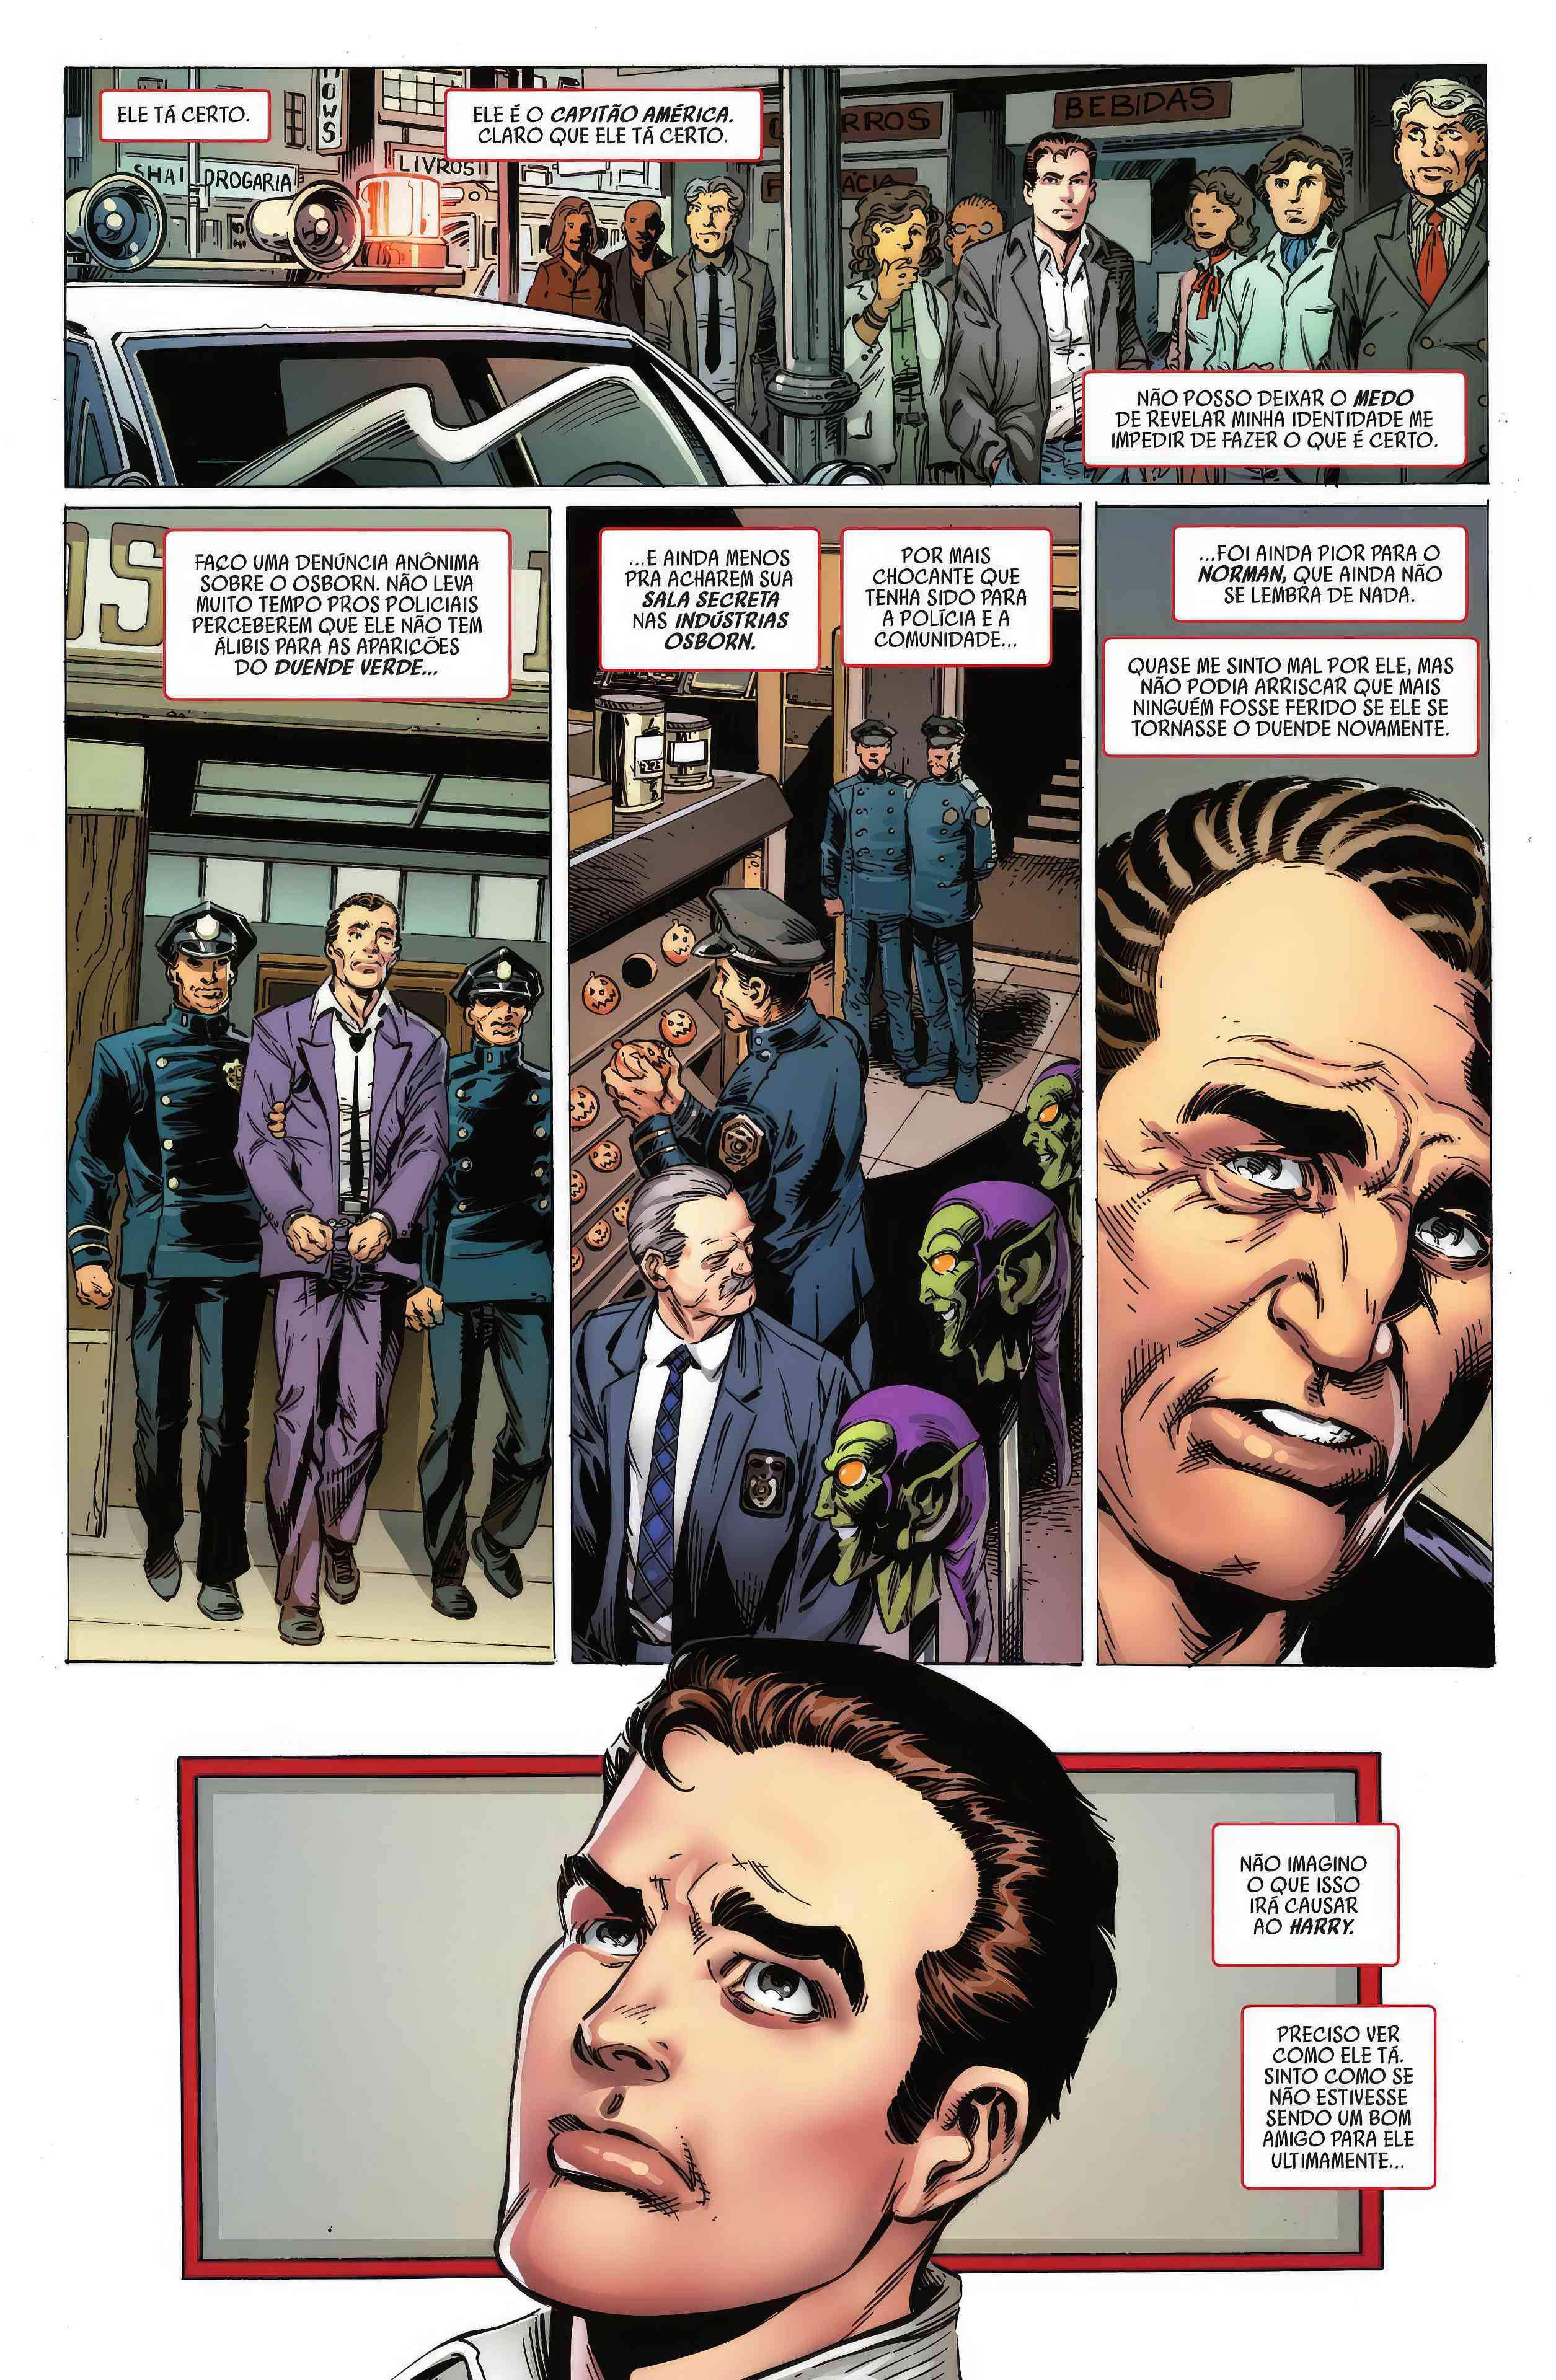 ELE TÁ CERTO.
ELE É O CAPITÃO AMÉRICA.
CLARO QUE ELE TÁ CERTO.
OWS
SHAI DROGARIA
LIVROS
RROS
BEBIDAS
ÁCIA
NÃO POSSO DEIXAR O MEDO
DE REVELAR MINHA IDENTIDADE ME
IMPEDIR DE FAZER O QUE É CERTO.
FAÇO UMA DENÚNCIA ANÔNIMA
SOBRE O OSBORN. NÃO LEVA
MUITO TEMPO PROS POLICIAIS
PERCEBEREM QUE ELE NÃO TEM
ÁLIBIS PARA AS APARIÇÕES
DO DUENDE VERDE...
...E AINDA MENOS
PRA ACHAREM SUA
SALA SECRETA
NAS INDÚSTRIAS
OSBORN.
POR MAIS
CHOCANTE QUE
TENHA SIDO PARA
A POLÍCIA E A
COMUNIDADE...
...FOI AINDA PIOR PARA O
NORMAN, QUE AINDA NÃO
SE LEMBRA DE NADA.
QUASE ME SINTO MAL POR ELE, MAS
NÃO PODIA ARRISCAR QUE MAIS
NINGUÉM FOSSE FERIDO SE ELE SE
TORNASSE O DUENDE NOVAMENTE.
NÃO IMAGINO
O QUE ISSO
IRÁ CAUSAR
AO HARRY.
PRECISO VER
COMO ELE TÁ.
SINTO COMO SE
NÃO ESTIVESSE
SENDO UM BOM
AMIGO PARA ELE
ULTIMAMENTE...